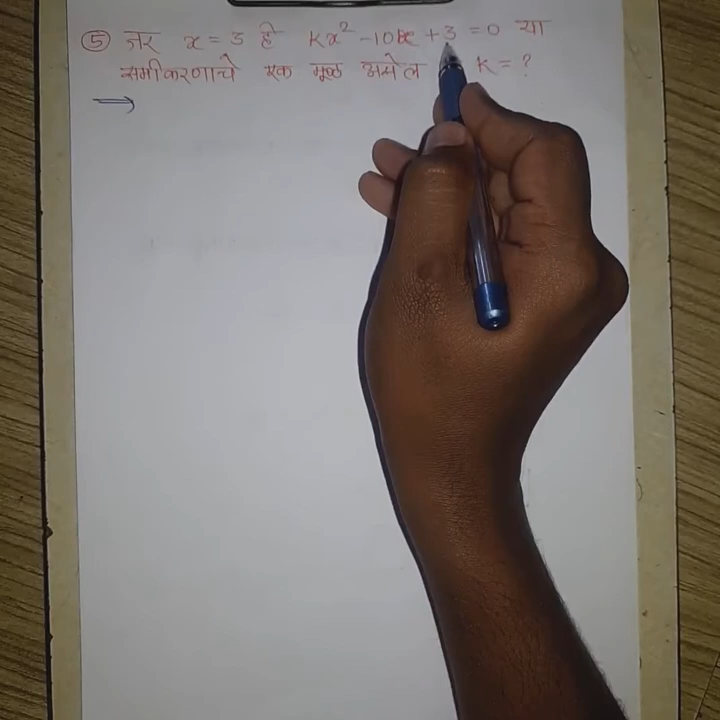 ⑤ जर x = 3 हे kx² - 10x + 3 = 0 या
समीकरणाचे एक मूळ असेल K = ?